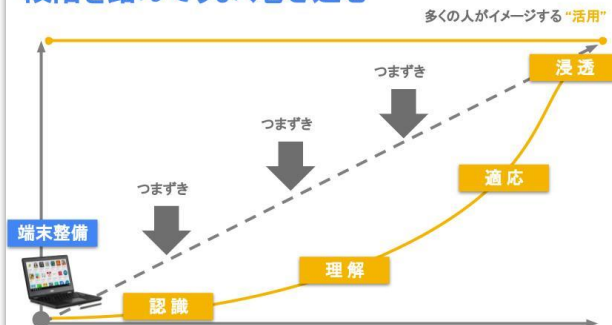 多くの人がイメージする “活用”
浸透
つまずき
つまずき
適応
つまずき
端末整備
理解
認識